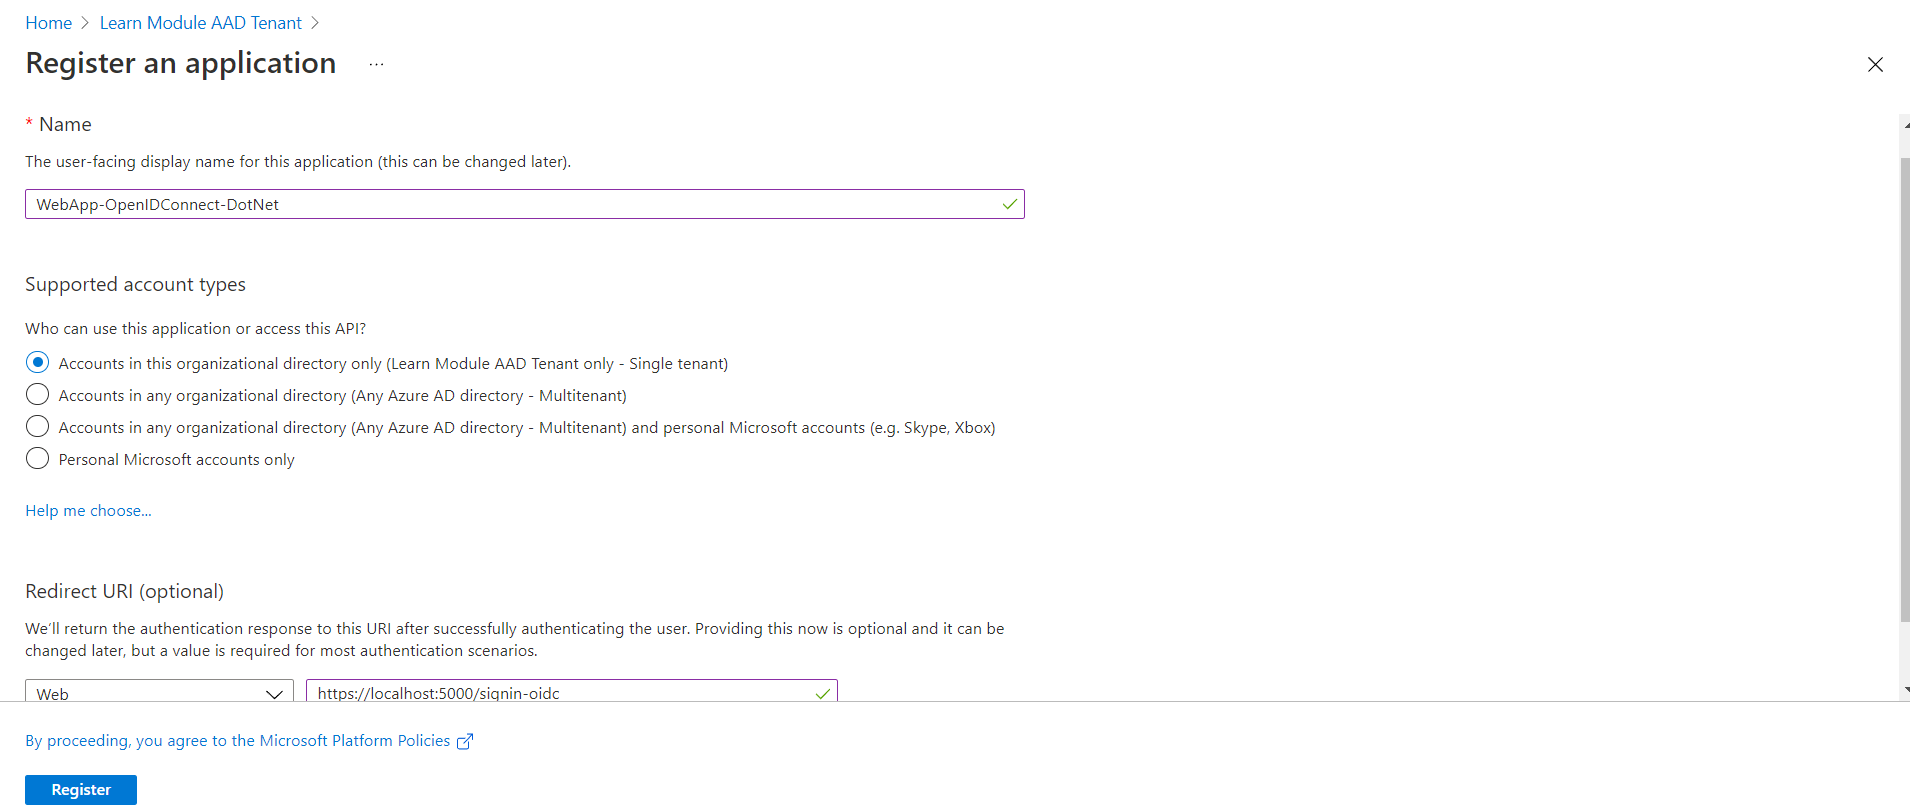 Home > Learn Module AAD Tenant >
Register an application ...
* Name
The user-facing display name for this application (this can be changed later).
WebApp-OpenIDConnect-DotNet
Supported account types
Who can use this application or access this API?
Accounts in this organizational directory only (Learn Module AAD Tenant only - Single tenant)
Accounts in any organizational directory (Any Azure AD directory - Multitenant)
Accounts in any organizational directory (Any Azure AD directory - Multitenant) and personal Microsoft accounts (e.g. Skype, Xbox)
Personal Microsoft accounts only
Help me choose...
Redirect URI (optional)
We'll return the authentication response to this URI after successfully authenticating the user. Providing this now is optional and it can be
changed later, but a value is required for most authentication scenarios.
Web https://localhost:5000/signin-oidc
By proceeding, you agree to the Microsoft Platform Policies
Register